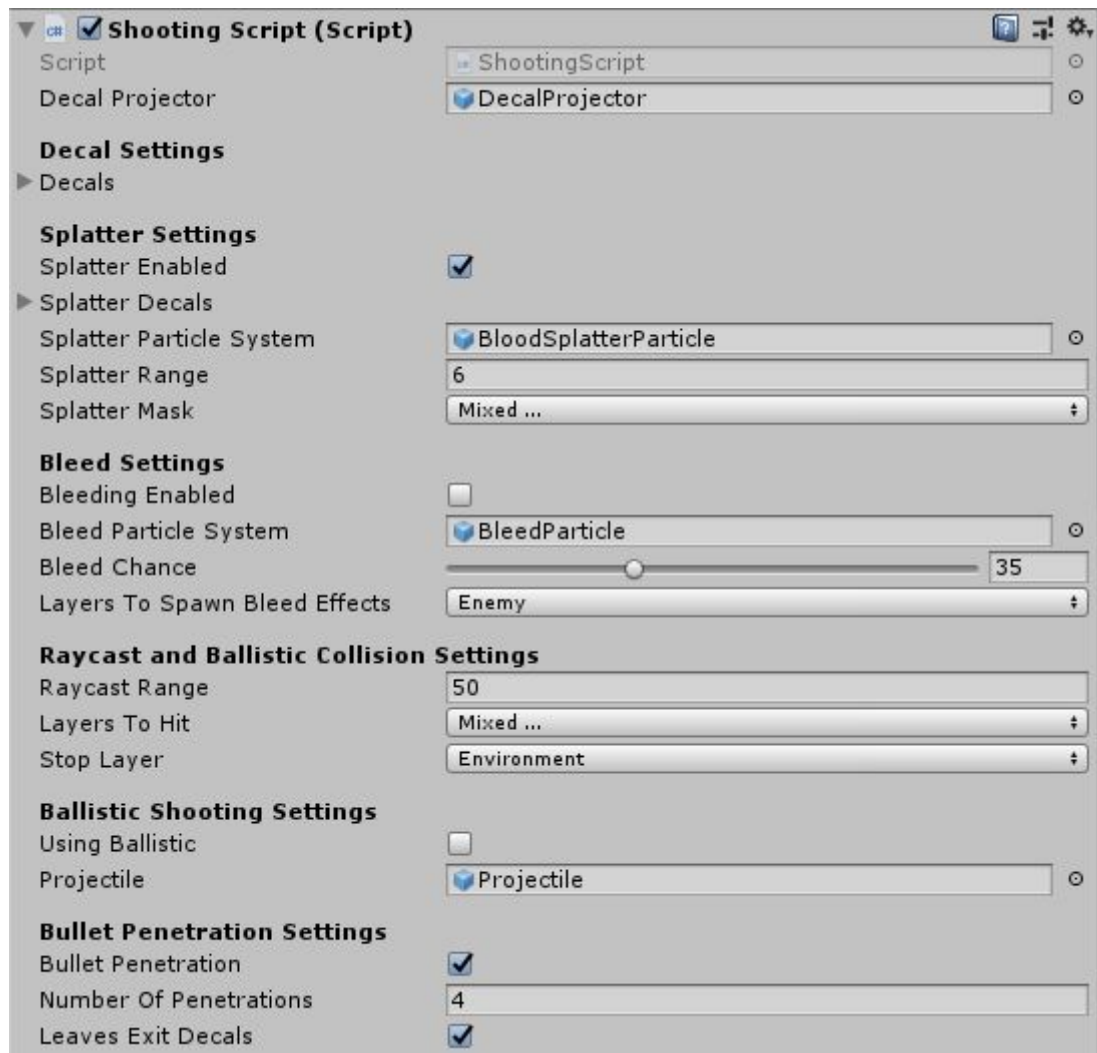 c# Shooting Script (Script)
Script ShootingScript
Decal Projector DecalProjector
Decal Settings
Decals
Splatter Settings
Splatter Enabled
Splatter Decals
Splatter Particle System BloodSplatterParticle
Splatter Range 6
Splatter Mask Mixed ...
Bleed Settings
Bleeding Enabled
Bleed Particle System BleedParticle
Bleed Chance 35
Layers To Spawn Bleed Effects Enemy
Raycast and Ballistic Collision Settings
Raycast Range 50
Layers To Hit Mixed ...
Stop Layer Environment
Ballistic Shooting Settings
Using Ballistic
Projectile Projectile
Bullet Penetration Settings
Bullet Penetration
Number Of Penetrations 4
Leaves Exit Decals